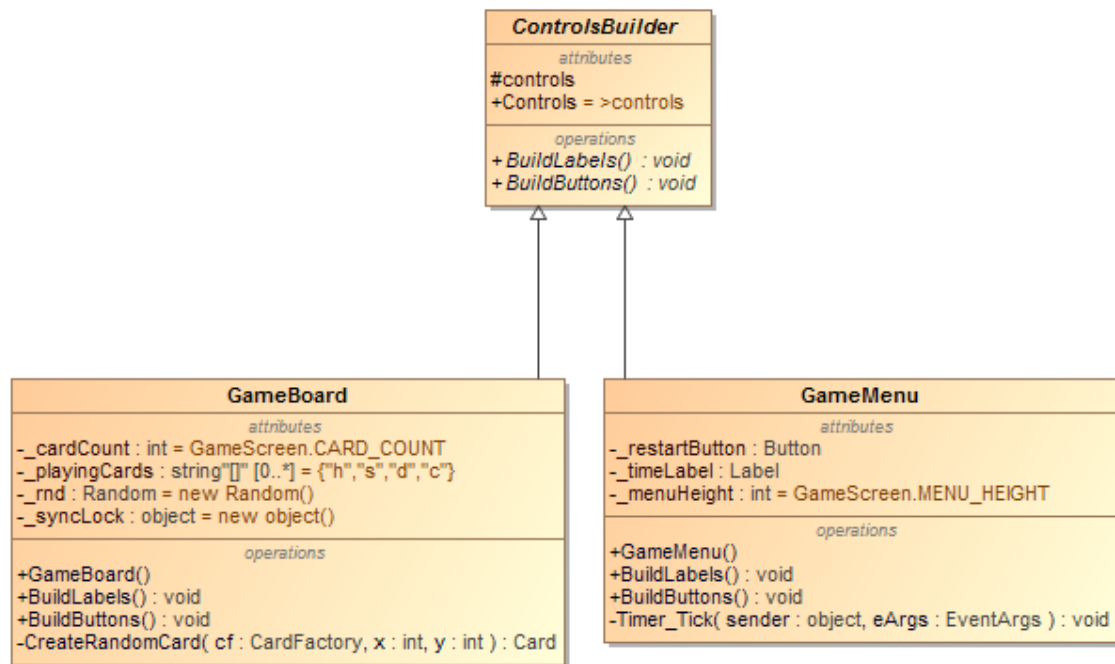 ControlsBuilder
attributes
#controls
+Controls = >controls
operations
+BuildLabels() : void
+BuildButtons() : void
GameBoard
attributes
-_cardCount : int = GameScreen.CARD_COUNT
-_playingCards : string"[]" [0..*] = {"h","s","d","c"}
-_rnd : Random = new Random()
-_syncLock : object = new object()
operations
+GameBoard()
+BuildLabels() : void
+BuildButtons() : void
-CreateRandomCard( cf : CardFactory, x : int, y : int ) : Card
GameMenu
attributes
-_restartButton : Button
-_timeLabel : Label
-_menuHeight : int = GameScreen.MENU_HEIGHT
operations
+GameMenu()
+BuildLabels() : void
+BuildButtons() : void
-Timer_Tick( sender : object, eArgs : EventArgs ) : void